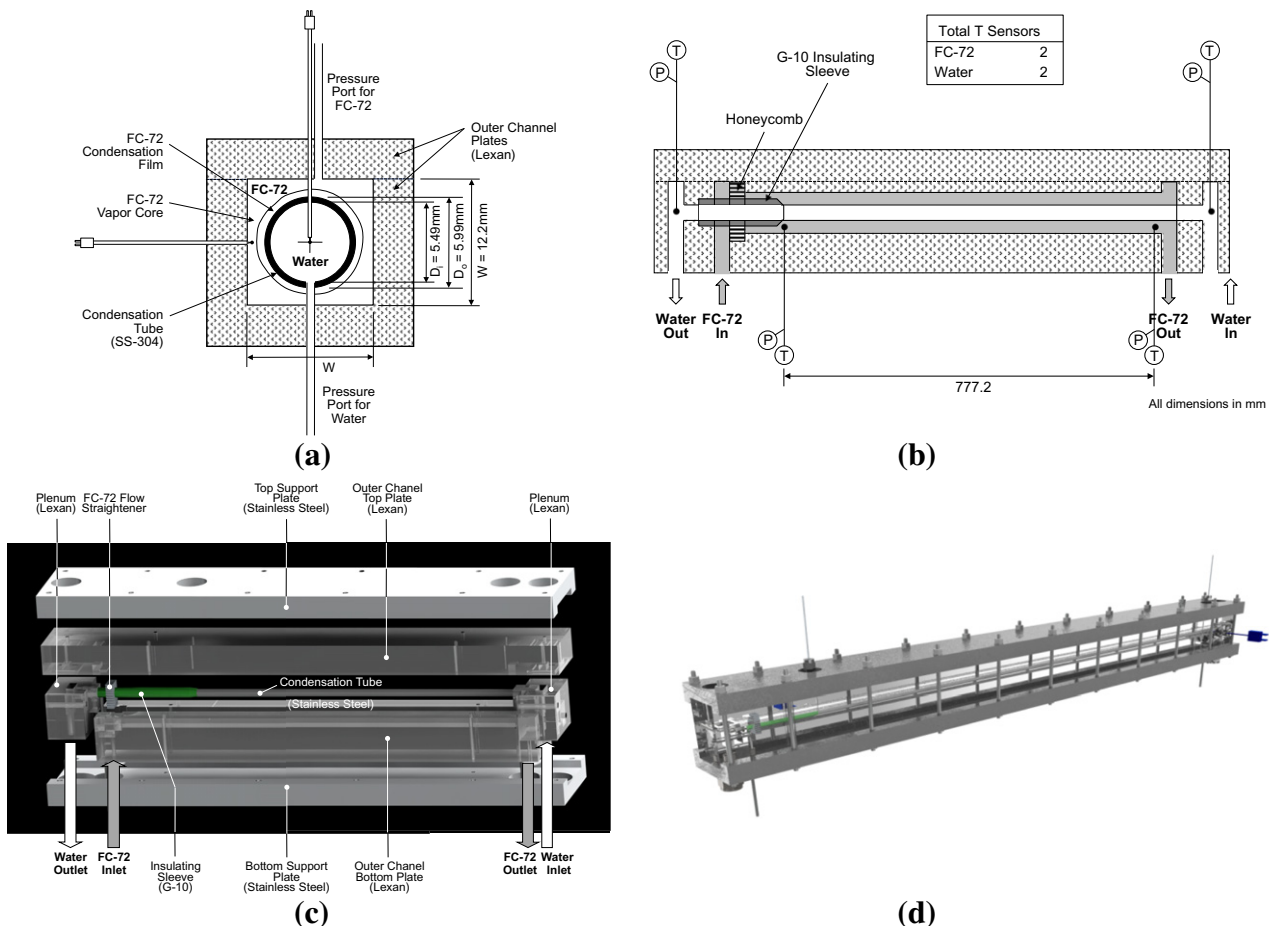 (a)
Pressure
Port for
FC-72
FC-72
Condensation
Film
Outer Channel
Plates
(Lexan)
FC-72
FC-72
Vapor Core
Water
Di = 5.49mm
Do = 5.99mm
W = 12.2mm
Condensation
Tube
(SS-304)
W
Pressure
Port for
Water
(a)
(b)
Total T Sensors
FC-72 2
Water 2
G-10 Insulating
Sleeve
T
P
Honeycomb
T
P
Water
Out
FC-72
In
FC-72
Out
Water
In
P
T
P
T
777.2
All dimensions in mm
(b)
Plenum
(Lexan)
FC-72 Flow
Straightener
Top Support
Plate
(Stainless Steel)
Outer Chanel
Top Plate
(Lexan)
Plenum
(Lexan)
Condensation Tube
(Stainless Steel)
Water
Outlet
FC-72
Inlet
Insulating
Sleeve
(G-10)
Bottom Support
Plate
(Stainless Steel)
Outer Chanel
Bottom Plate
(Lexan)
FC-72
Outlet
Water
Inlet
(c)
(d)